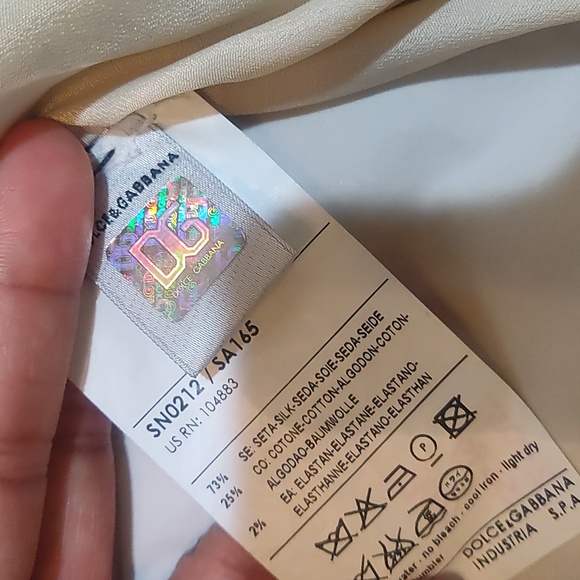 DOLCE&GABBANA
DG
DOLCE GABBANA
SN0212 / SA165
US RN: 104883
73% SE: SETA-SILK-SEDA-SOIE-SEDA-SEIDE
25% CO: COTONE-COTTON-ALGODON-COTON-
ALGODAO-BAUMWOLLE
2% EA: ELASTAN-ELASTANE-ELASTANO-
ELASTHANNE-ELASTANO-ELASTHAN
P
water - no bleach - cool iron - light dry
tumbler
DOLCE&GABBANA
INDUSTRIA S.P.A